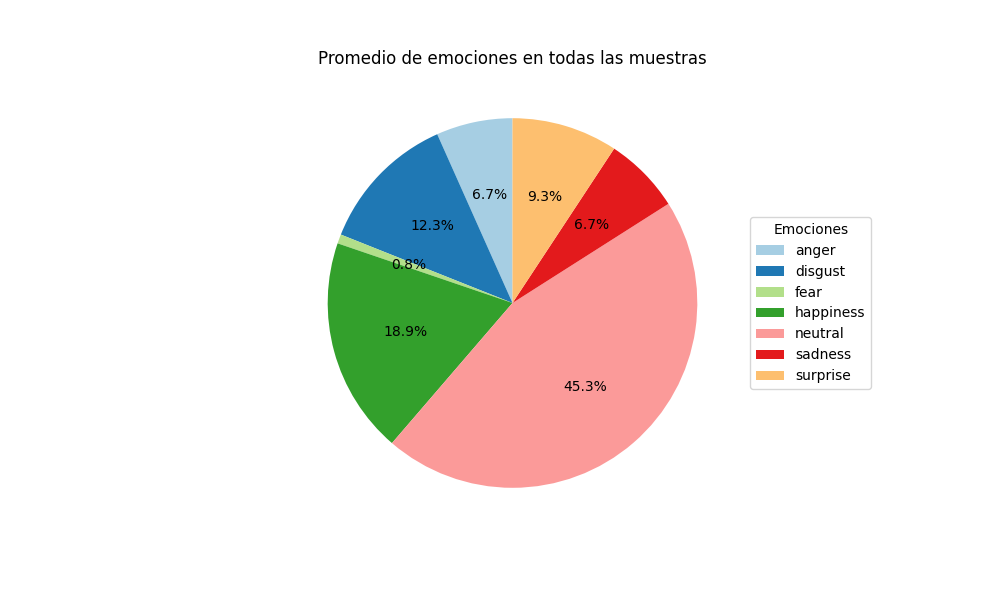 Promedio de emociones en todas las muestras
6.7%
9.3%
12.3%
6.7%
0.8%
18.9%
45.3%
Emociones
anger
disgust
fear
happiness
neutral
sadness
surprise